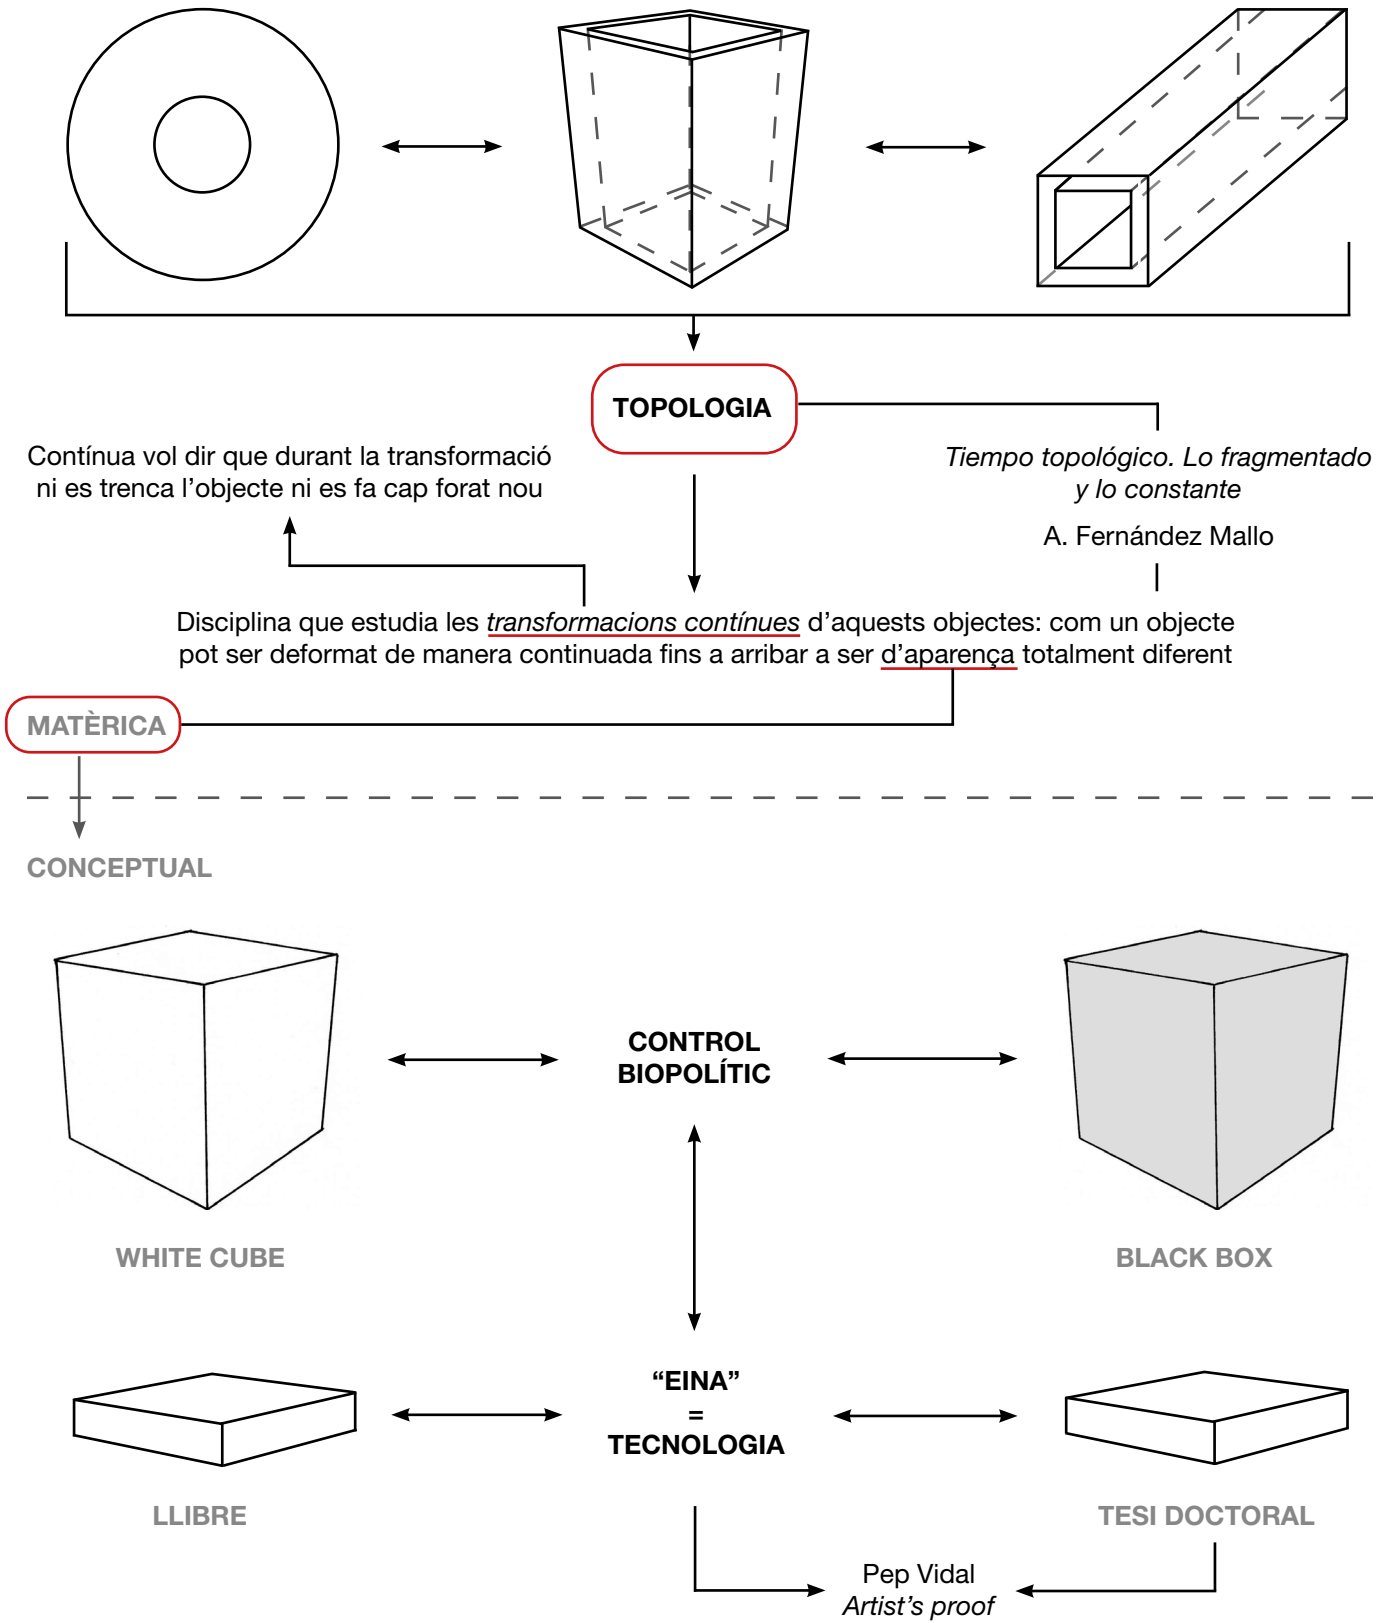 TOPOLOGIA
Contínua vol dir que durant la transformació
ni es trenca l’objecte ni es fa cap forat nou
Tiempo topológico. Lo fragmentado
y lo constante
A. Fernández Mallo
Disciplina que estudia les transformacions contínues d’aquests objectes: com un objecte
pot ser deformat de manera continuada fins a arribar a ser d’aparença totalment diferent
MATÈRICA
CONCEPTUAL
CONTROL
BIOPOLÍTIC
WHITE CUBE
BLACK BOX
“EINA”
=
TECNOLOGIA
LLIBRE
TESI DOCTORAL
Pep Vidal
Artist’s proof